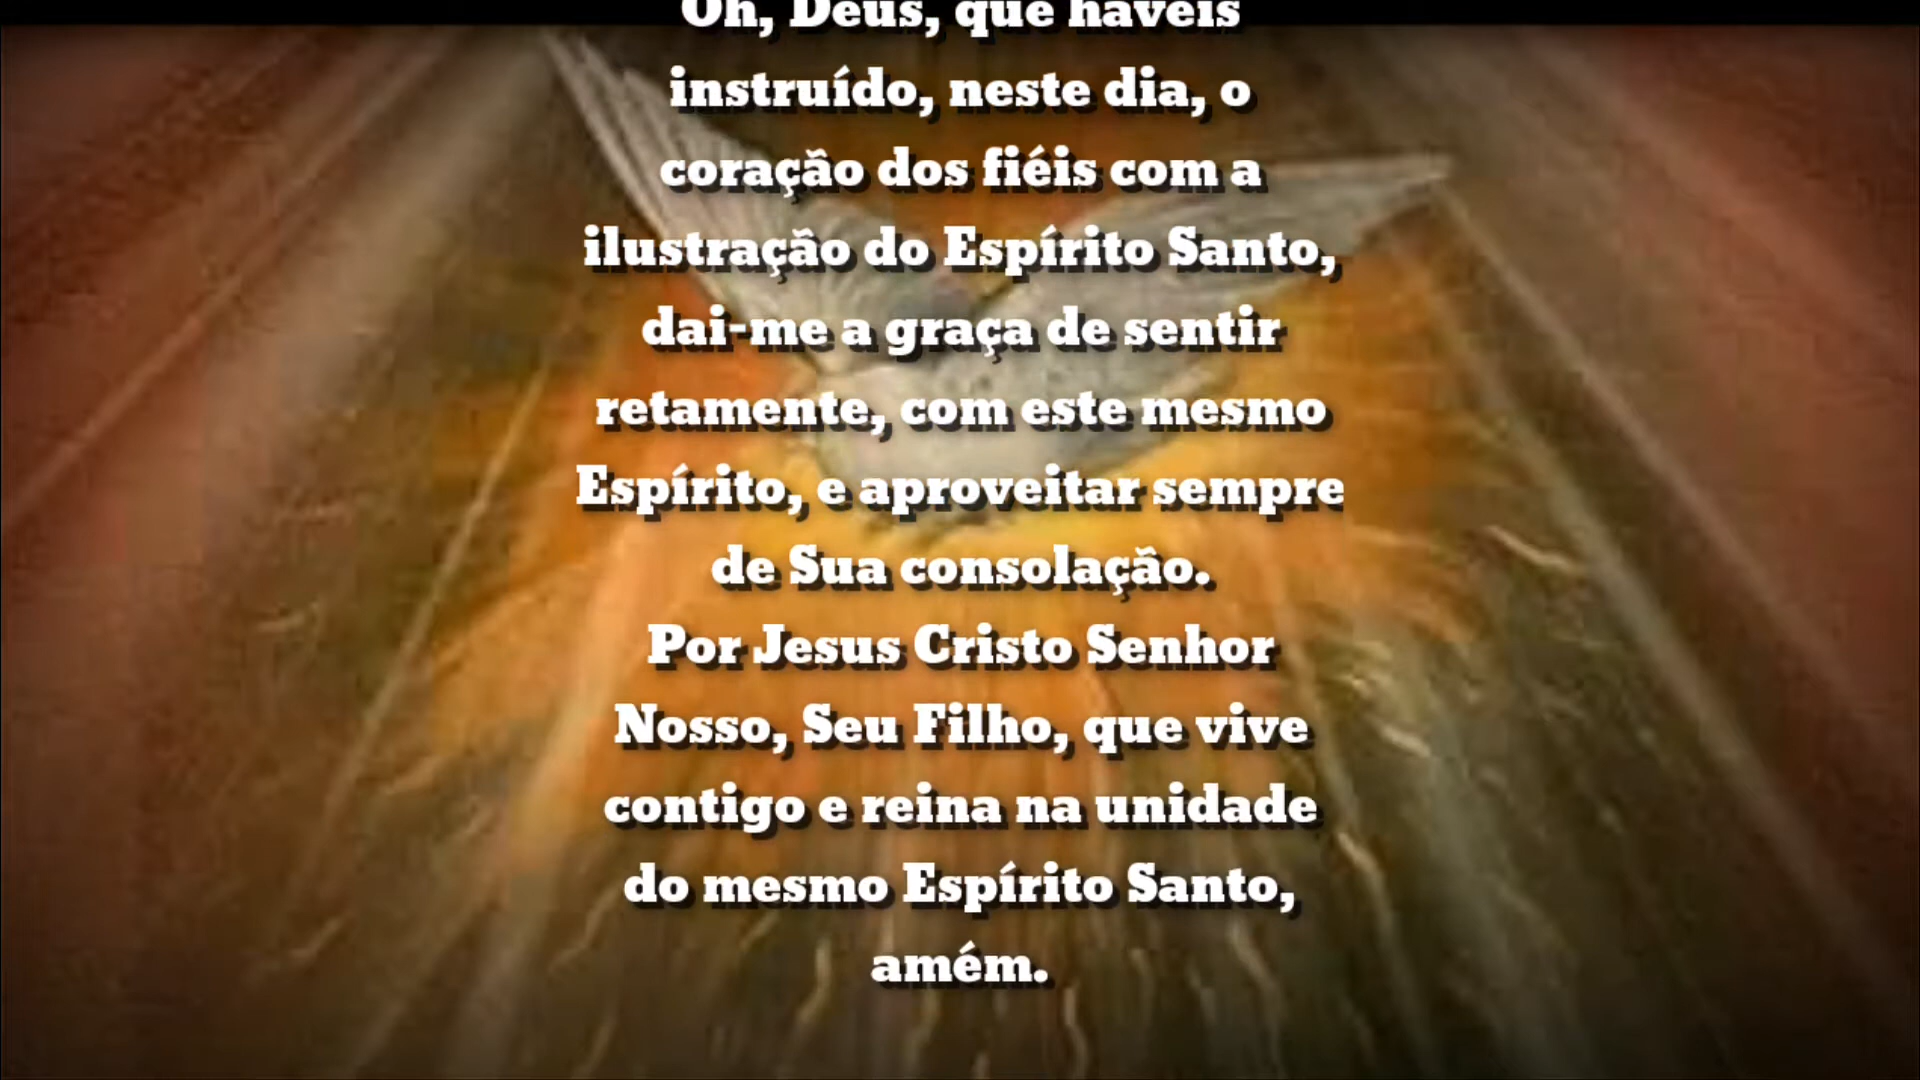 Oh, Deus, que haveis
instruído, neste dia, o
coração dos fiéis com a
ilustração do Espírito Santo,
dai-me a graça de sentir
retamente, com este mesmo
Espírito, e aproveitar sempre
de Sua consolação.
Por Jesus Cristo Senhor
Nosso, Seu Filho, que vive
contigo e reina na unidade
do mesmo Espírito Santo,
amém.